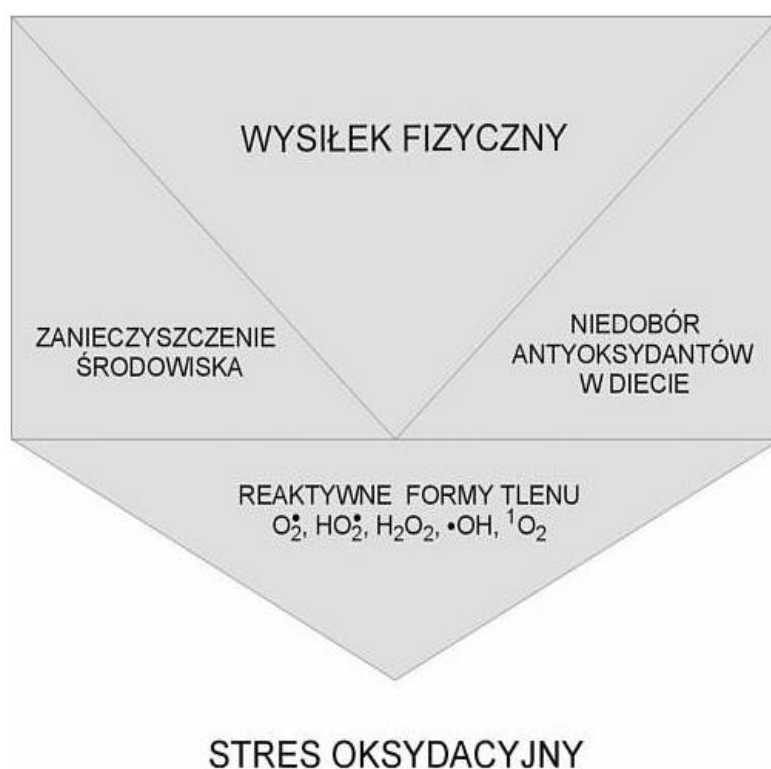 WYSIŁEK FIZYCZNY
ZANIECZYSZCZENIE
ŚRODOWISKA
NIEDOBÓR
ANTYOKSYDANTÓW
W DIECIE
REAKTYWNE FORMY TLENU
O₂•, HO₂•, H₂O₂, •OH, ¹O₂
STRES OKSYDACYJNY